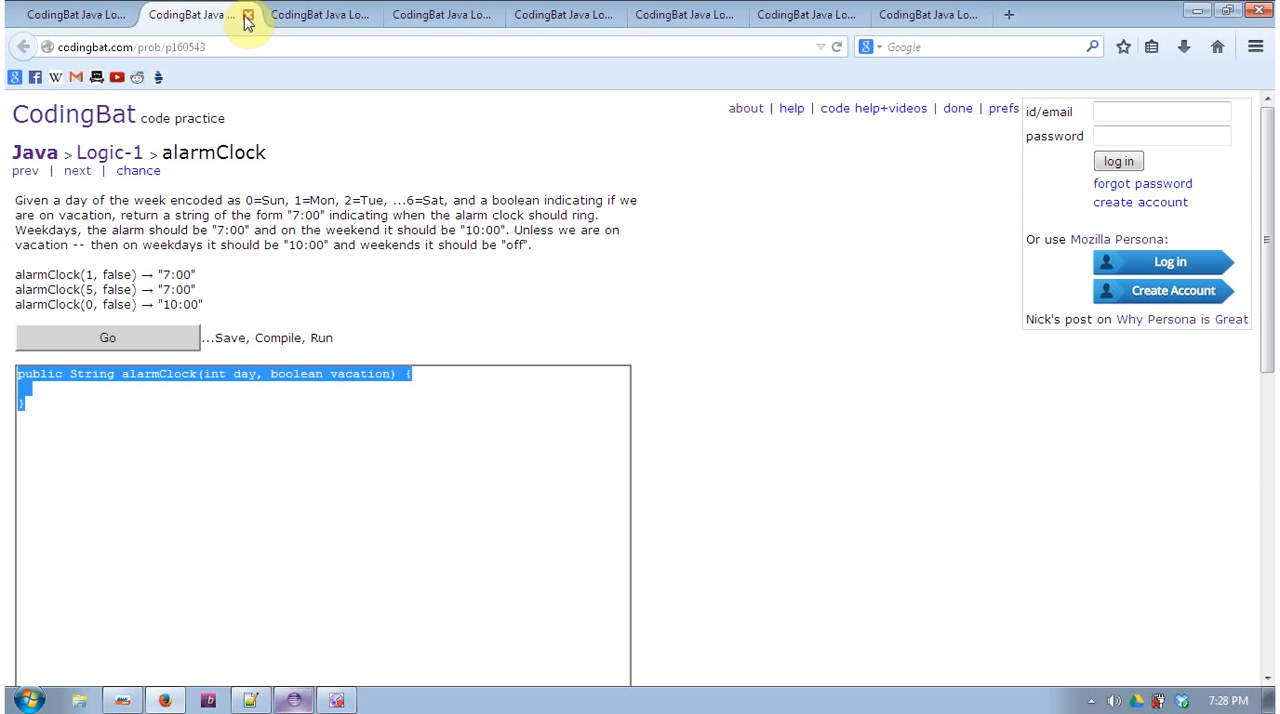 CodingBat Java Lo...
CodingBat Java ...
CodingBat Java Lo...
CodingBat Java Lo...
CodingBat Java Lo...
CodingBat Java Lo...
CodingBat Java Lo...
CodingBat Java Lo...
codingbat.com/prob/p160543
Google
CodingBat code practice
about | help | code help+videos | done | prefs
id/email
password
log in
forgot password
create account
Or use Mozilla Persona:
Log in
Create Account
Nick's post on Why Persona is Great
Java > Logic-1 > alarmClock
prev | next | chance
Given a day of the week encoded as 0=Sun, 1=Mon, 2=Tue, ...6=Sat, and a boolean indicating if we
are on vacation, return a string of the form "7:00" indicating when the alarm clock should ring.
Weekdays, the alarm should be "7:00" and on the weekend it should be "10:00". Unless we are on
vacation -- then on weekdays it should be "10:00" and weekends it should be "off".
alarmClock(1, false) → "7:00"
alarmClock(5, false) → "7:00"
alarmClock(0, false) → "10:00"
Go
...Save, Compile, Run
public String alarmClock(int day, boolean vacation) {
}
7:28 PM